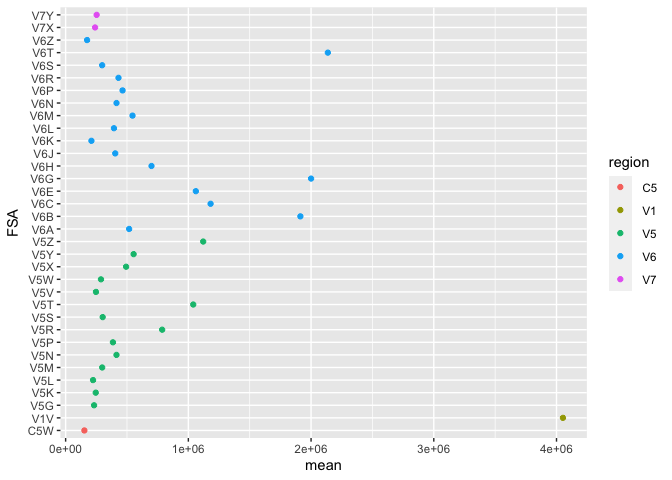 V7Y
V7X
V6Z
V6T
V6S
V6R
V6P
V6N
V6M
V6L
V6K
V6J
V6H
V6G
V6E
V6C
V6B
V6A
V5Z
V5Y
V5X
V5W
V5V
V5T
V5S
V5R
V5P
V5N
V5M
V5L
V5K
V5G
V1V
C5W
FSA
0e+00 1e+06 2e+06 3e+06 4e+06
mean
region
C5
V1
V5
V6
V7